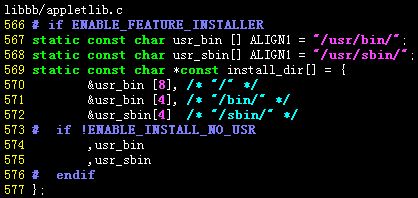 libbb/appletlib.c
566 # if ENABLE_FEATURE_INSTALLER
567 static const char usr_bin [] ALIGN1 = "/usr/bin/";
568 static const char usr_sbin[] ALIGN1 = "/usr/sbin/";
569 static const char *const install_dir[] = {
570         &usr_bin [8], /* "/" */
571         &usr_bin [4], /* "/bin/" */
572         &usr_sbin[4]  /* "/sbin/" */
573 #  if !ENABLE_INSTALL_NO_USR
574         ,usr_bin
575         ,usr_sbin
576 #  endif
577 };